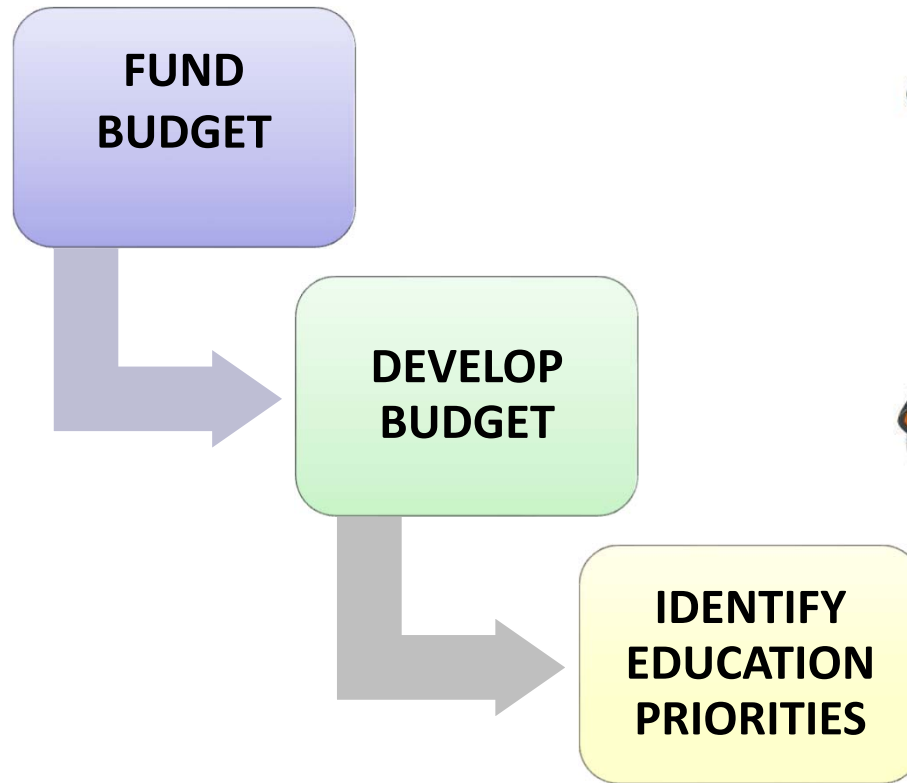 FUND
BUDGET
DEVELOP
BUDGET
IDENTIFY
EDUCATION
PRIORITIES